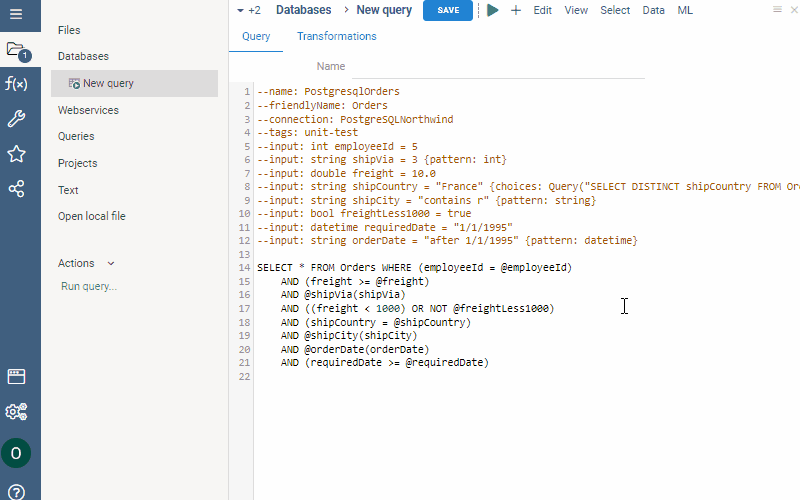 +2 Databases > New query SAVE + Edit View Select Data ML
1
f(x)
O
Files
Databases
New query
Webservices
Queries
Projects
Text
Open local file
Actions
Run query...
Query Transformations
Name
1 --name: PostgresqlOrders
2 --friendlyName: Orders
3 --connection: PostgreSQLNorthwind
4 --tags: unit-test
5 --input: int employeeId = 5
6 --input: string shipVia = 3 {pattern: int}
7 --input: double freight = 10.0
8 --input: string shipCountry = "France" {choices: Query("SELECT DISTINCT shipCountry FROM Or
9 --input: string shipCity = "contains r" {pattern: string}
10 --input: bool freightLess1000 = true
11 --input: datetime requiredDate = "1/1/1995"
12 --input: string orderDate = "after 1/1/1995" {pattern: datetime}
13
14 SELECT * FROM Orders WHERE (employeeId = @employeeId)
15 AND (freight >= @freight)
16 AND @shipVia(shipVia)
17 AND ((freight < 1000) OR NOT @freightLess1000)
18 AND (shipCountry = @shipCountry)
19 AND @shipCity(shipCity)
20 AND @orderDate(orderDate)
21 AND (requiredDate >= @requiredDate)
22